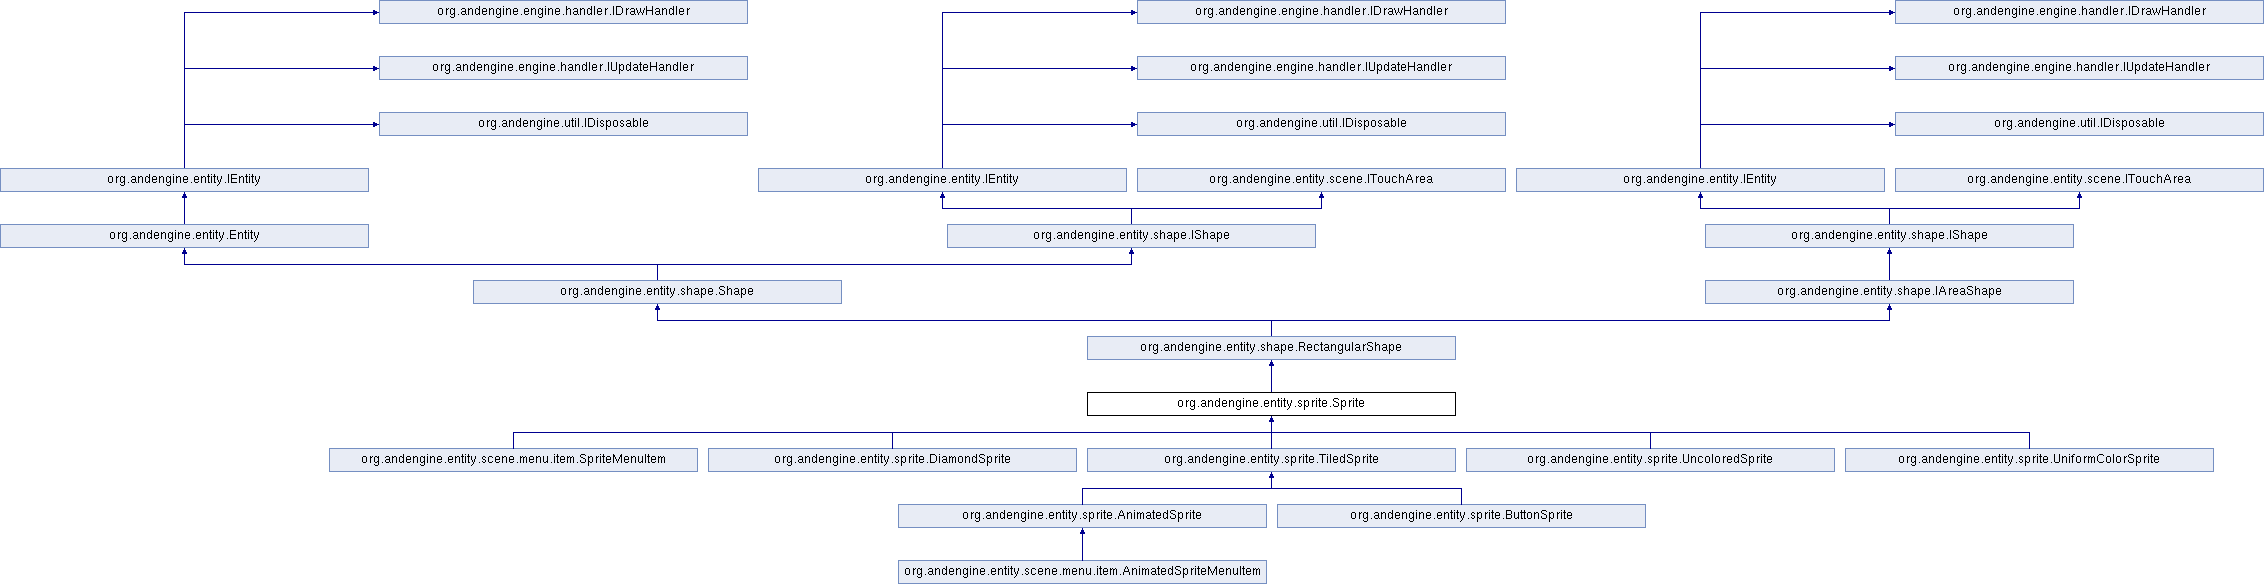 org.andengine.engine.handler.IDrawHandler
org.andengine.engine.handler.IDrawHandler
org.andengine.engine.handler.IDrawHandler
org.andengine.engine.handler.IUpdateHandler
org.andengine.engine.handler.IUpdateHandler
org.andengine.engine.handler.IUpdateHandler
org.andengine.util.IDisposable
org.andengine.util.IDisposable
org.andengine.util.IDisposable
org.andengine.entity.IEntity
org.andengine.entity.IEntity
org.andengine.entity.scene.ITouchArea
org.andengine.entity.IEntity
org.andengine.entity.scene.ITouchArea
org.andengine.entity.Entity
org.andengine.entity.shape.IShape
org.andengine.entity.shape.IShape
org.andengine.entity.shape.Shape
org.andengine.entity.shape.IAreaShape
org.andengine.entity.shape.RectangularShape
org.andengine.entity.sprite.Sprite
org.andengine.entity.scene.menu.item.SpriteMenuItem
org.andengine.entity.sprite.DiamondSprite
org.andengine.entity.sprite.TiledSprite
org.andengine.entity.sprite.UncoloredSprite
org.andengine.entity.sprite.UniformColorSprite
org.andengine.entity.sprite.AnimatedSprite
org.andengine.entity.sprite.ButtonSprite
org.andengine.entity.scene.menu.item.AnimatedSpriteMenuItem